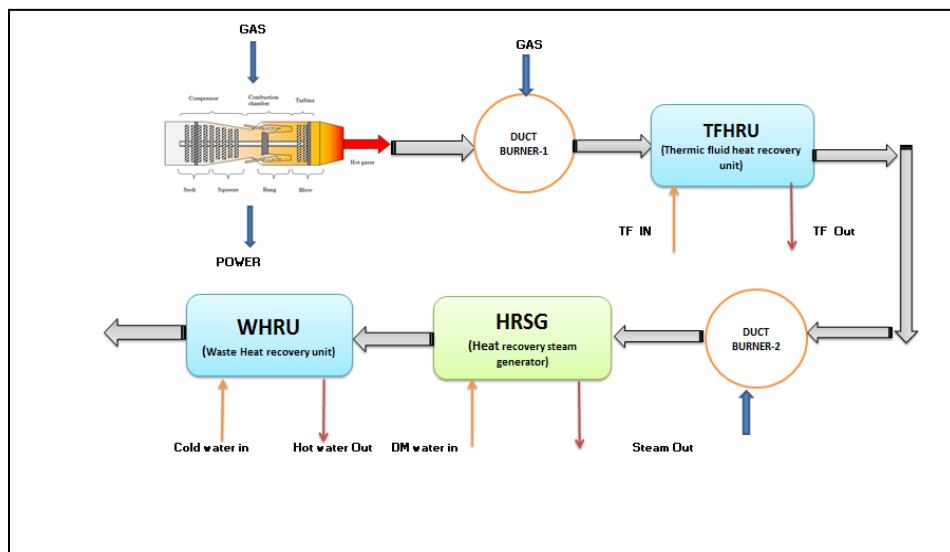 GAS
GAS
Compressor
Combustion
chamber
Turbine
Hot gases
Suck
Squeeze
Bang
Blow
POWER
DUCT
BURNER-1
TFHRU
(Thermic fluid heat recovery
unit)
TF IN
TF Out
WHRU
(Waste Heat recovery unit)
HRSG
(Heat recovery steam
generator)
DUCT
BURNER-2
Cold water in
Hot water Out
DM water in
Steam Out